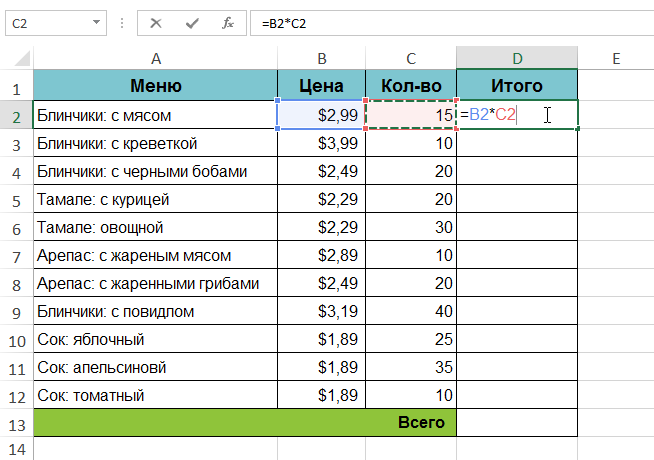 C2 fx =B2*C2
A B C D E
1 Меню Цена Кол-во Итого
2 Блинчики: с мясом $2,99 15 =B2*C2
3 Блинчики: с креветкой $3,99 10
4 Блинчики: с черными бобами $2,49 20
5 Тамале: с курицей $2,29 20
6 Тамале: овощной $2,29 30
7 Арепас: с жареным мясом $2,89 10
8 Арепас: с жаренными грибами $2,49 20
9 Блинчики: с повидлом $3,19 40
10 Сок: яблочный $1,89 25
11 Сок: апельсиновй $1,89 35
12 Сок: томатный $1,89 10
13 Всего
14